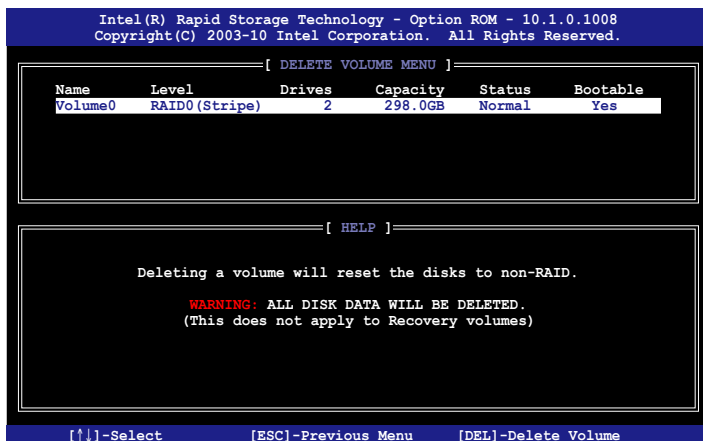 Intel(R) Rapid Storage Technology - Option ROM - 10.1.0.1008
Copyright(C) 2003-10 Intel Corporation. All Rights Reserved.
[ DELETE VOLUME MENU ]
Name Level Drives Capacity Status Bootable
Volume0 RAID0(Stripe) 2 298.0GB Normal Yes
[ HELP ]
Deleting a volume will reset the disks to non-RAID.
WARNING: ALL DISK DATA WILL BE DELETED.
(This does not apply to Recovery volumes)
[↑↓]-Select [ESC]-Previous Menu [DEL]-Delete Volume